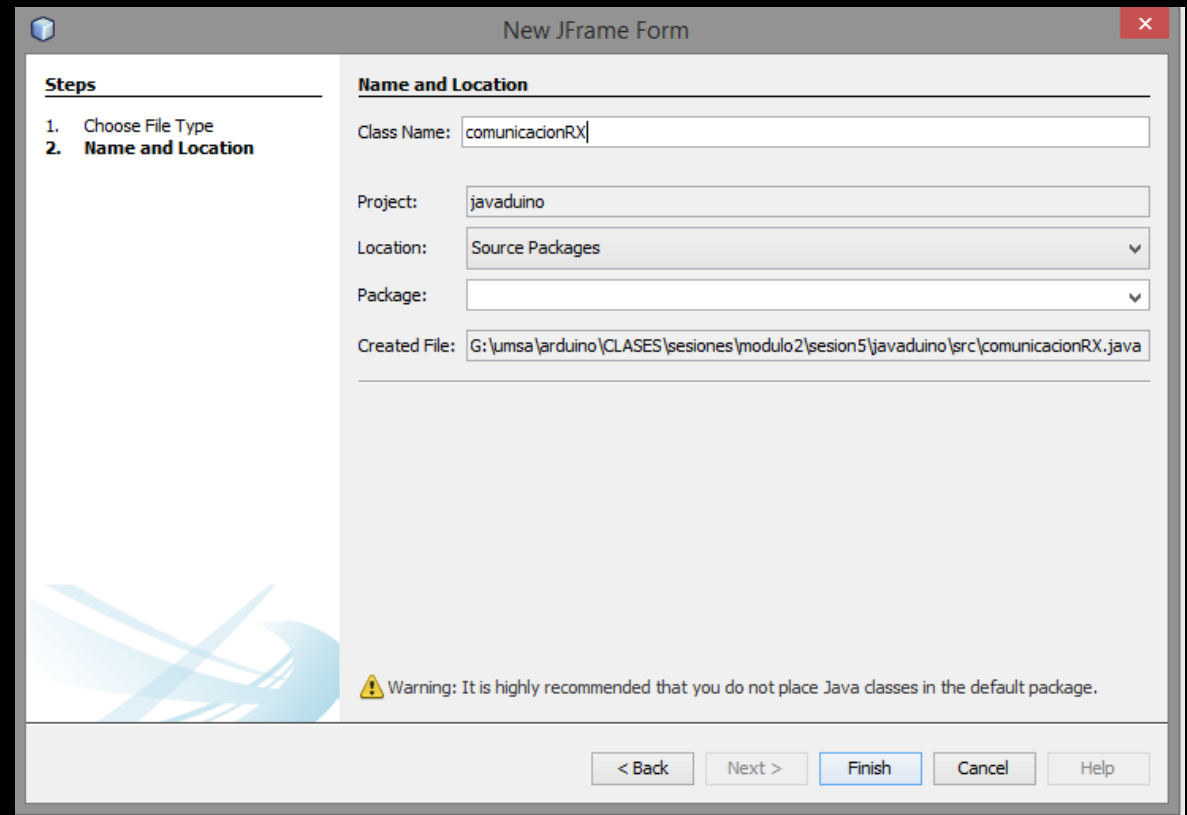 New JFrame Form
Steps
1. Choose File Type
2. Name and Location
Name and Location
Class Name: comunicacionRX
Project: javaduino
Location: Source Packages
Package:
Created File: G:\umsa\arduino\CLASES\sesiones\modulo2\sesion5\javaduino\src\comunicacionRX.java
Warning: It is highly recommended that you do not place Java classes in the default package.
< Back Next > Finish Cancel Help